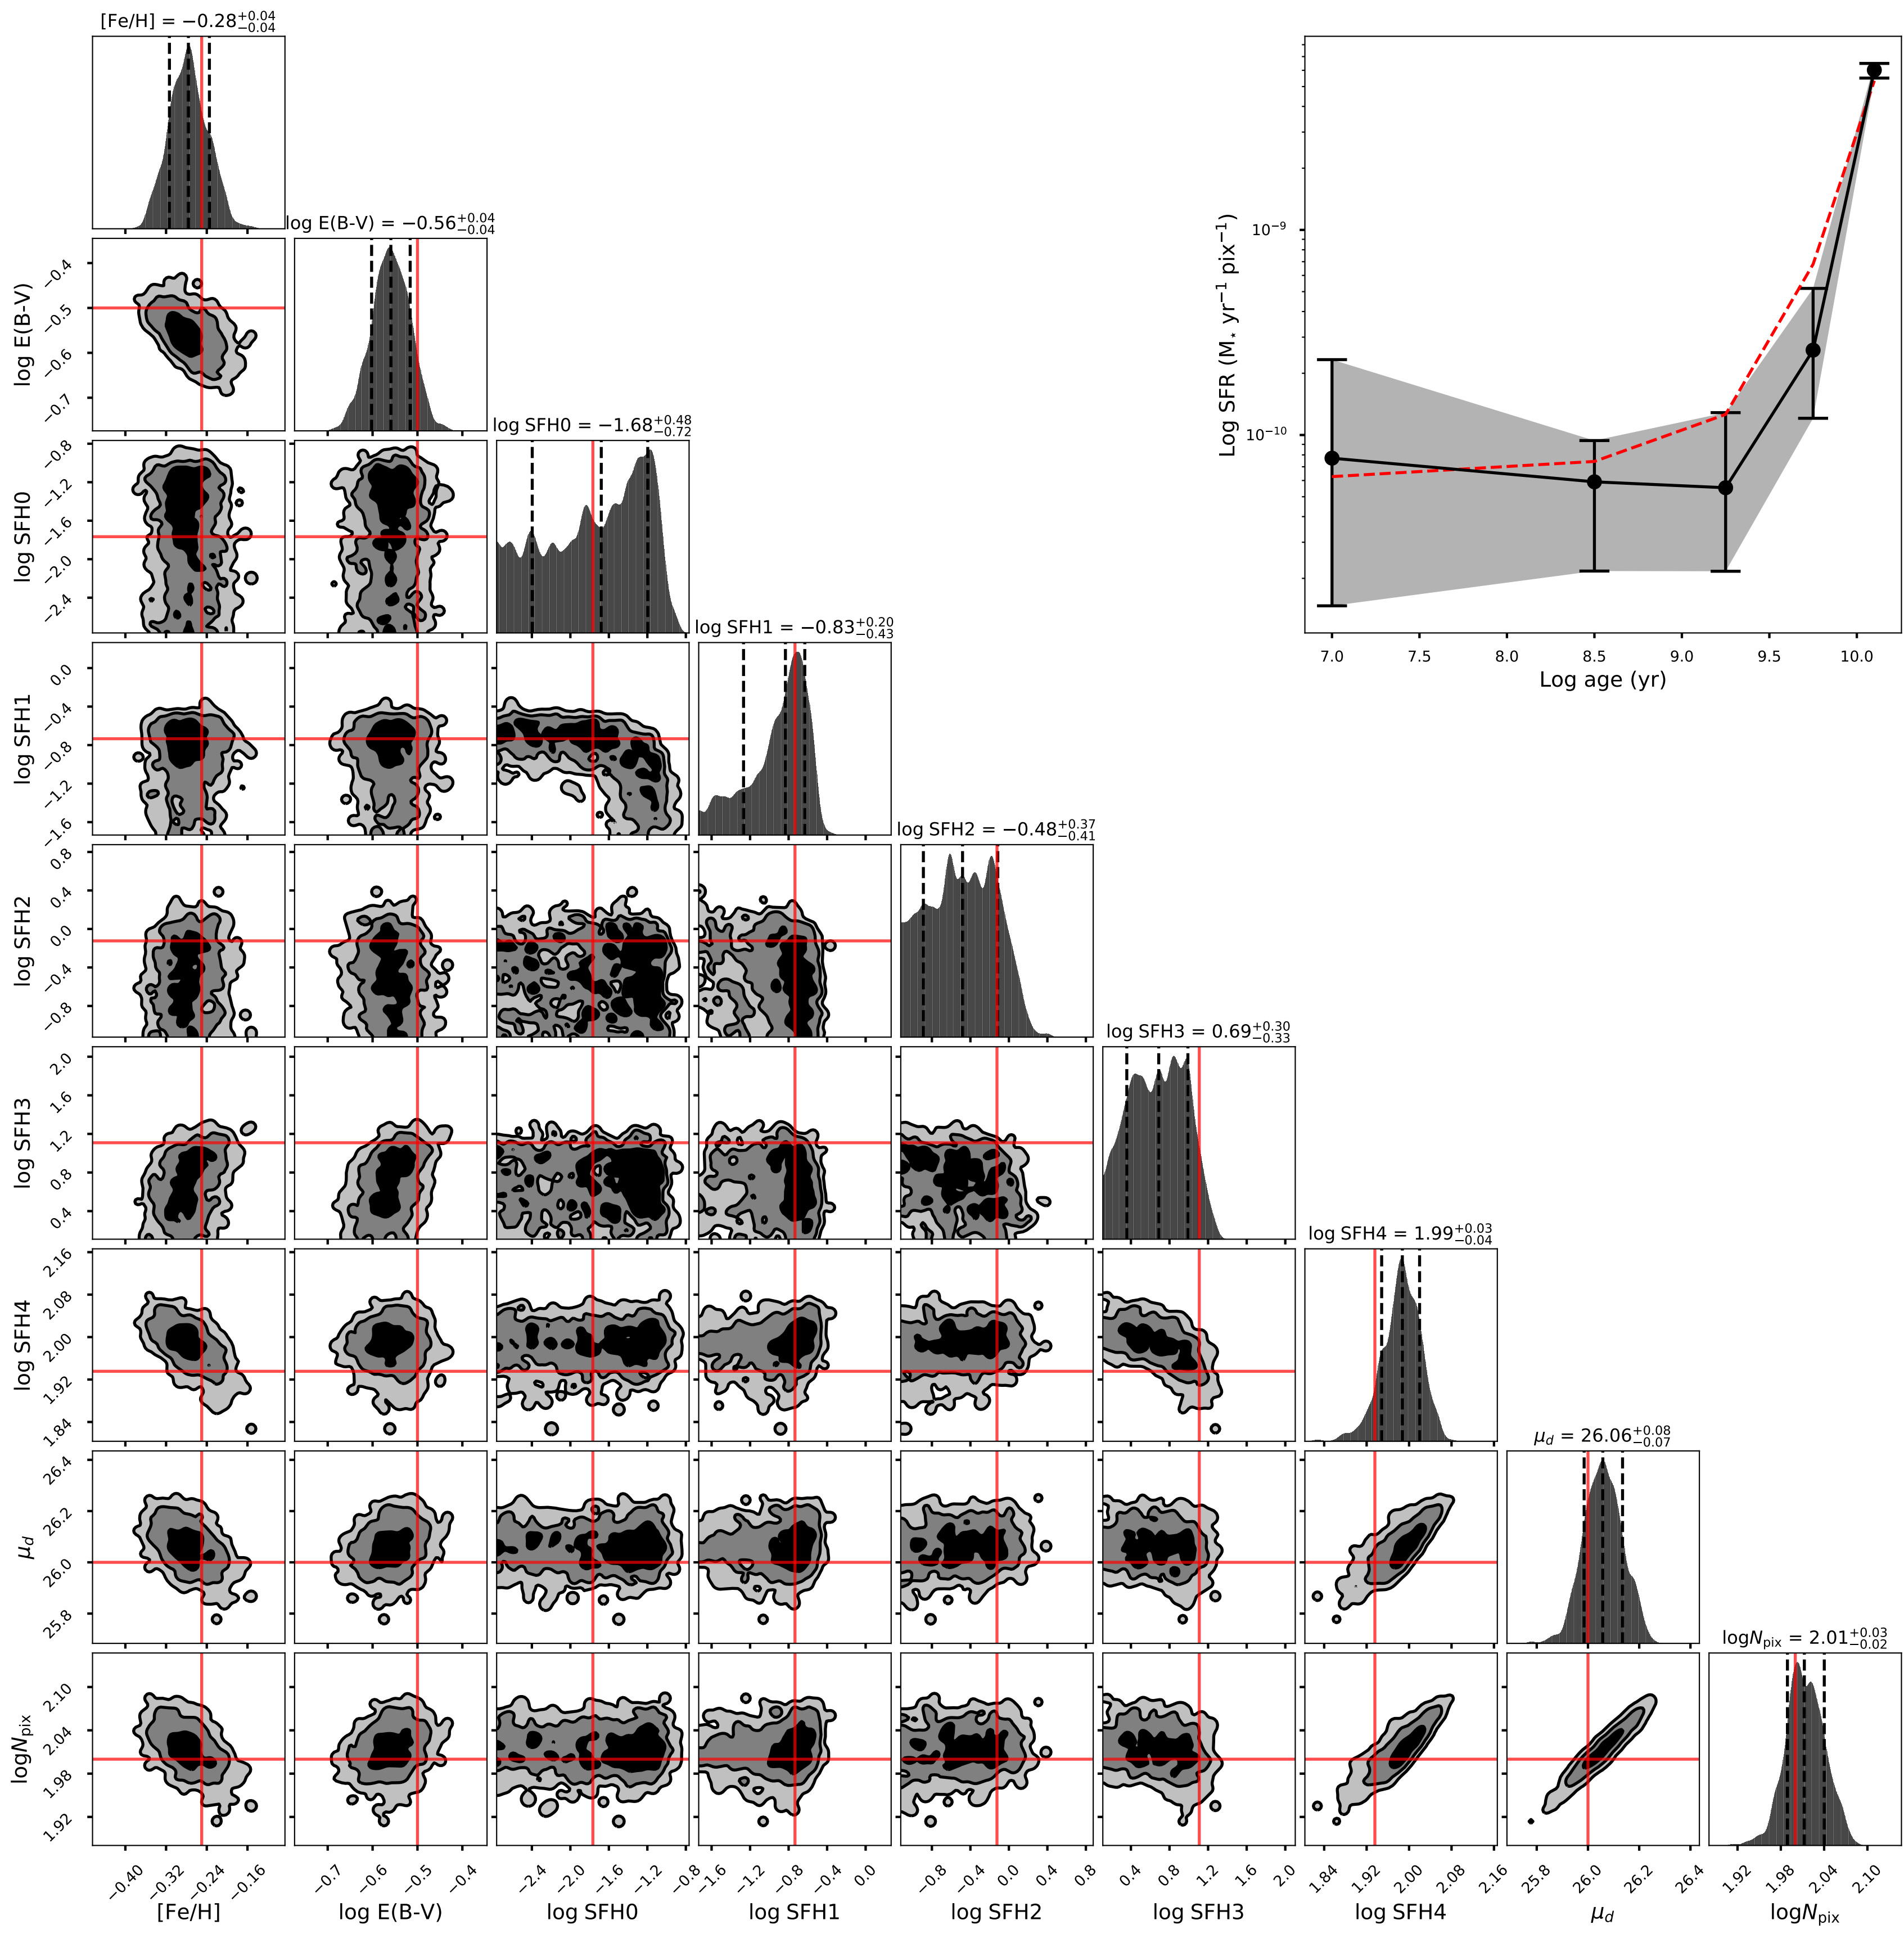 [Fe/H] = −0.28 +0.04 −0.04
log E(B-V) = −0.56 +0.04 −0.04
log SFH0 = −1.68 +0.48 −0.72
log SFH1 = −0.83 +0.20 −0.43
log SFH2 = −0.48 +0.37 −0.41
log SFH3 = 0.69 +0.30 −0.33
log SFH4 = 1.99 +0.03 −0.04
μd = 26.06 +0.08 −0.07
logNpix = 2.01 +0.03 −0.02
Log SFR (M⋆ yr−1 pix−1)
10−9
10−10
7.0 7.5 8.0 8.5 9.0 9.5 10.0
Log age (yr)
log E(B-V)
−0.4
−0.5
−0.6
−0.7
log SFH0
−0.8
−1.2
−1.6
−2.0
−2.4
log SFH1
0.0
−0.4
−0.8
−1.2
−1.6
log SFH2
0.8
0.4
0.0
−0.4
−0.8
log SFH3
2.0
1.6
1.2
0.8
0.4
log SFH4
2.16
2.08
2.00
1.92
1.84
μd
26.4
26.2
26.0
25.8
logNpix
2.10
2.04
1.98
1.92
−0.40 −0.32 −0.24 −0.16
[Fe/H]
−0.7 −0.6 −0.5 −0.4
log E(B-V)
−2.4 −2.0 −1.6 −1.2 −0.8
log SFH0
−1.6 −1.2 −0.8 −0.4 0.0
log SFH1
−0.8 −0.4 0.0 0.4 0.8
log SFH2
0.4 0.8 1.2 1.6 2.0
log SFH3
1.84 1.92 2.00 2.08 2.16
log SFH4
25.8 26.0 26.2 26.4
μd
1.92 1.98 2.04 2.10
logNpix